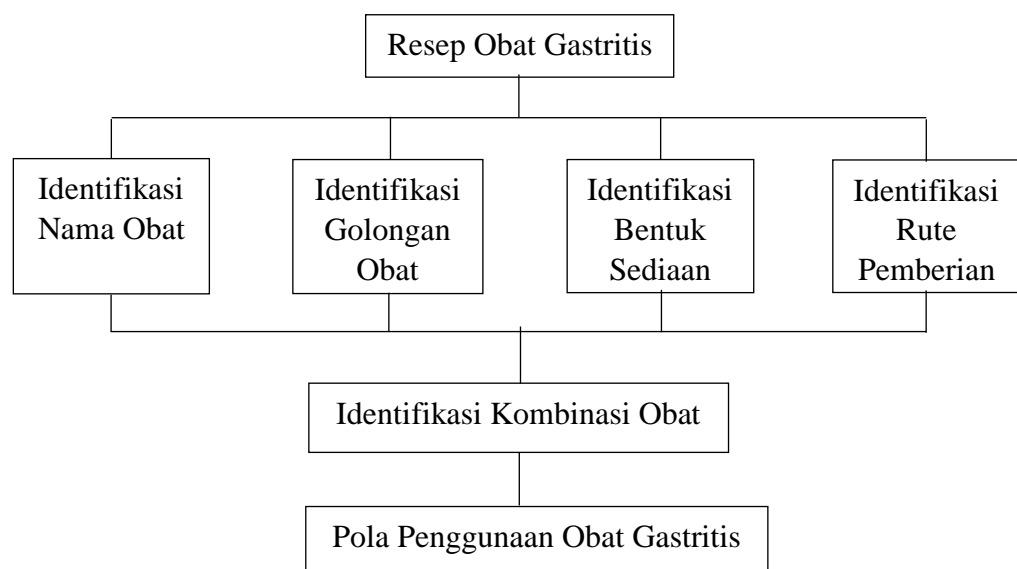 Resep Obat Gastritis
Identifikasi
Nama Obat
Identifikasi
Golongan
Obat
Identifikasi
Bentuk
Sediaan
Identifikasi
Rute
Pemberian
Identifikasi Kombinasi Obat
Pola Penggunaan Obat Gastritis